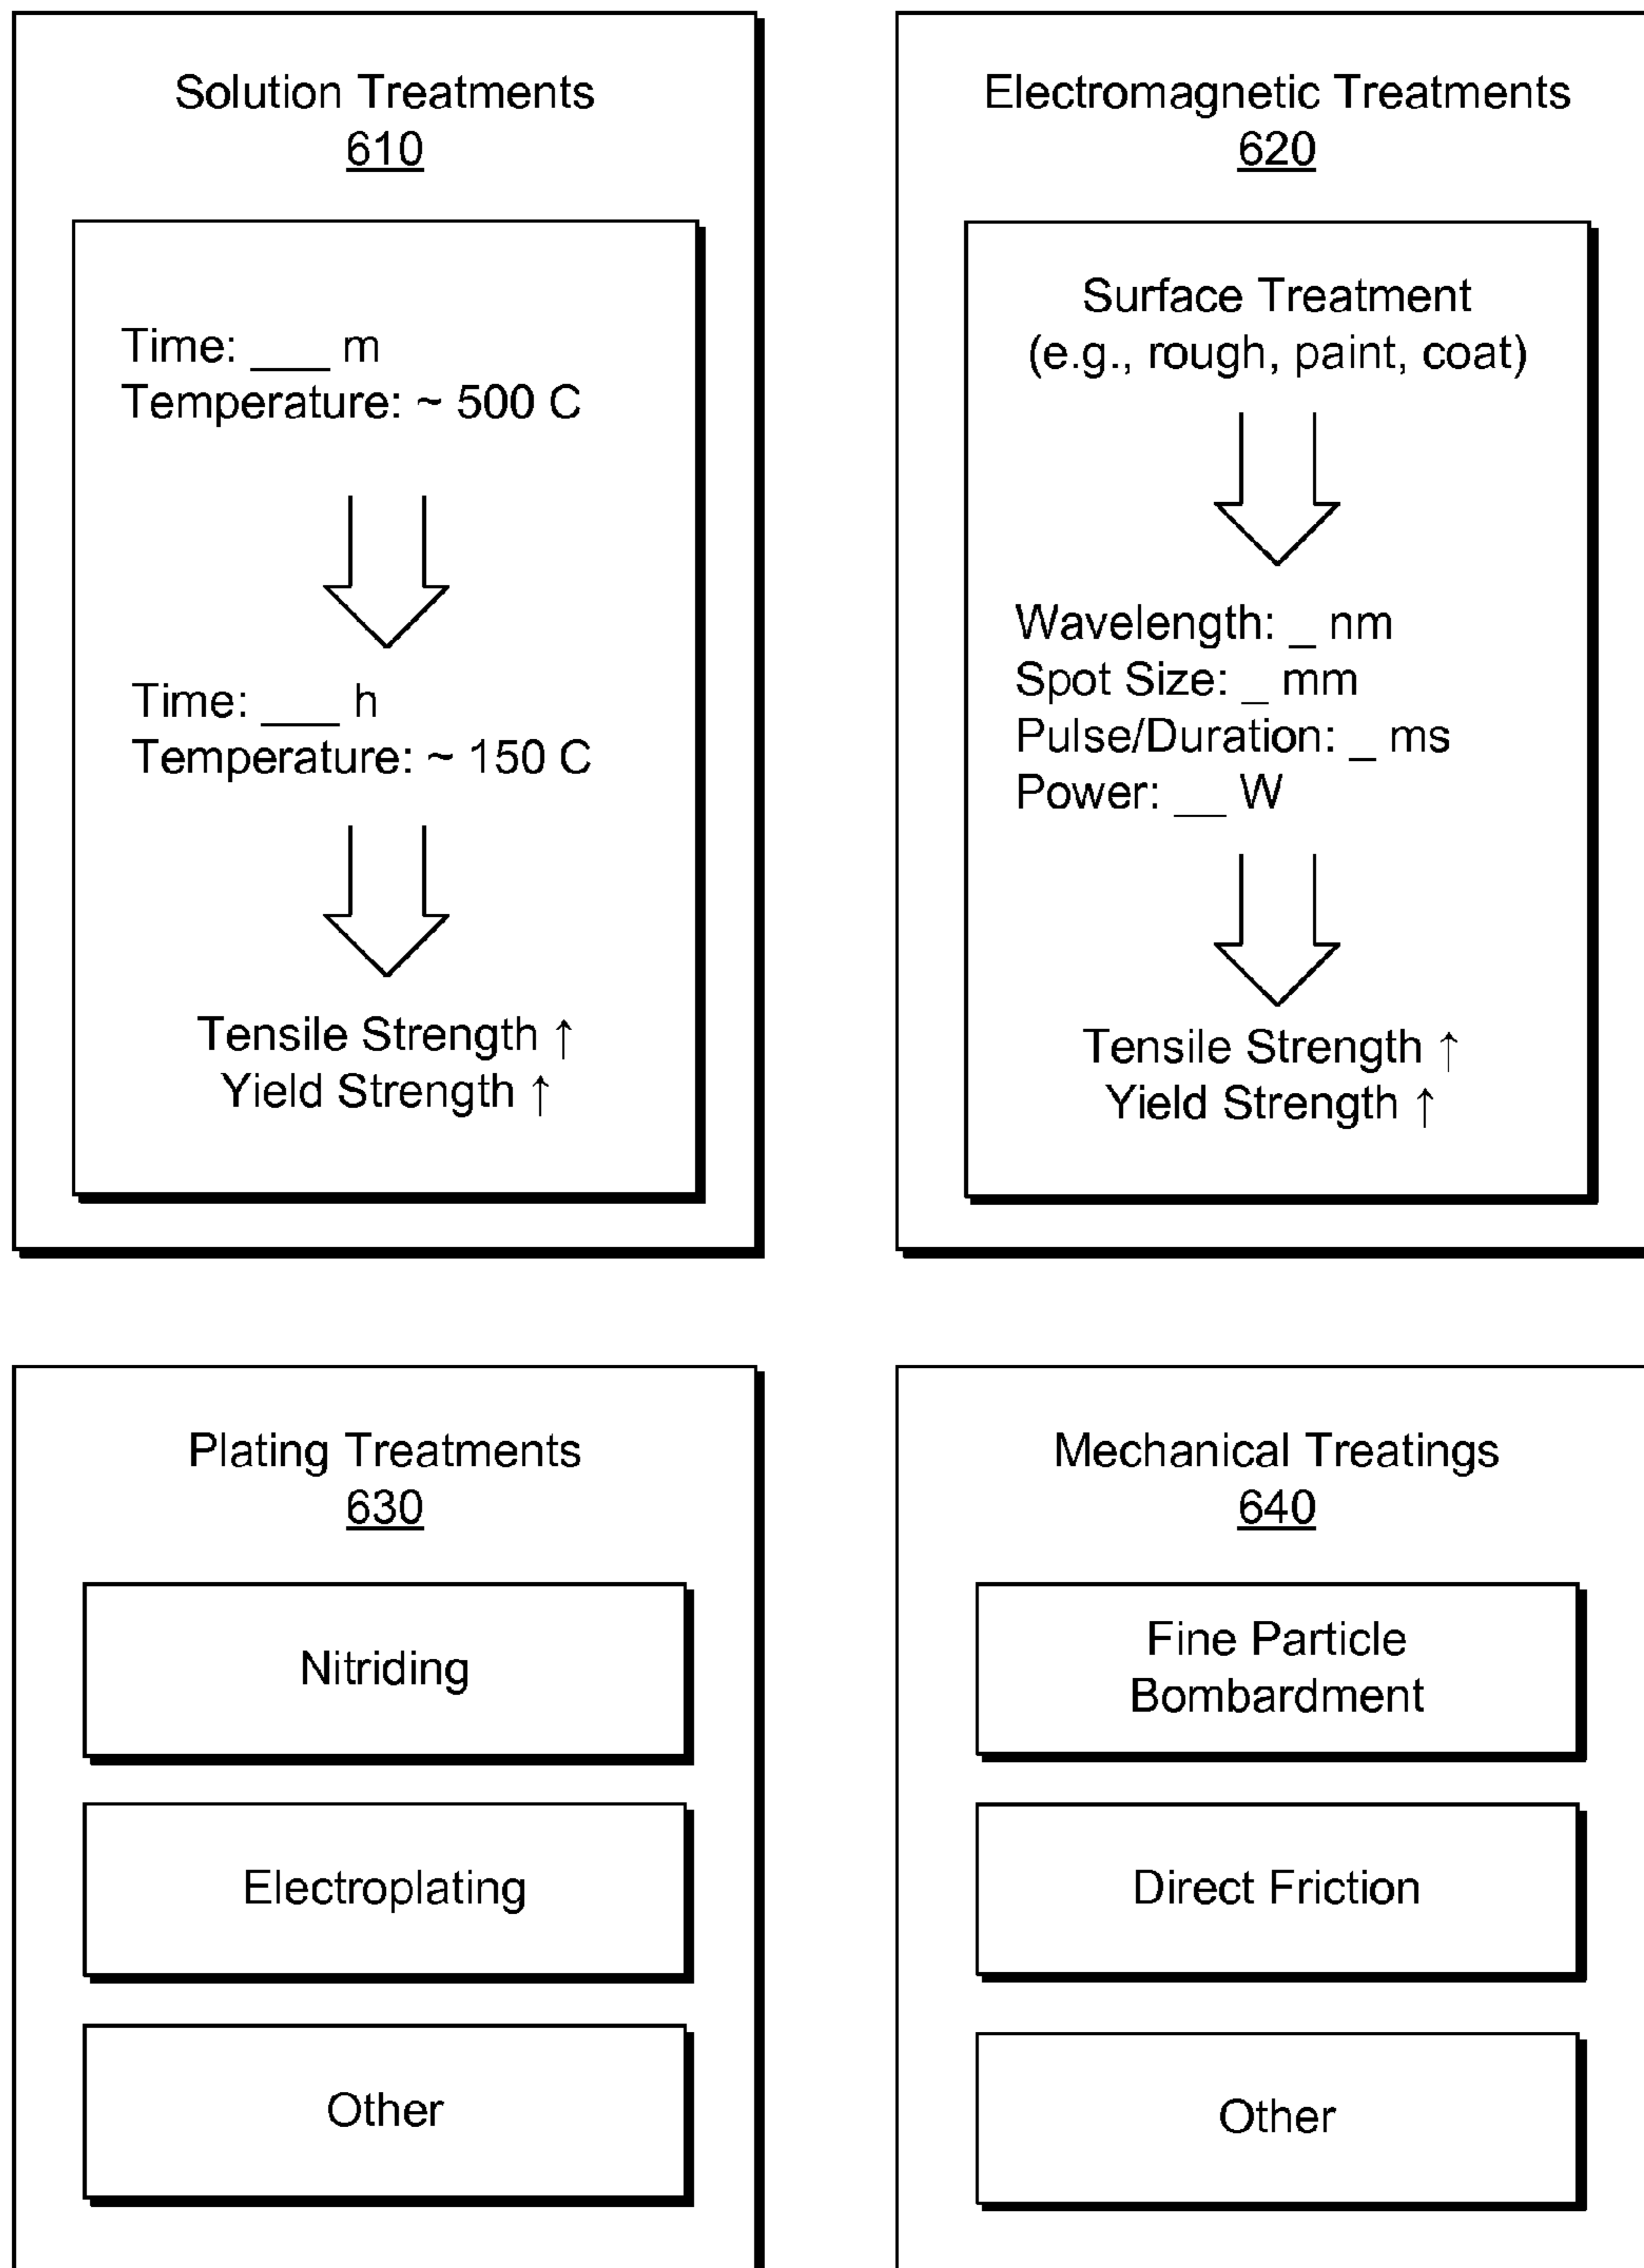 Solution Treatments
610
Time: ___ m
Temperature: ~ 500 C
Time: ___ h
Temperature: ~ 150 C
Tensile Strength ↑
Yield Strength ↑
Electromagnetic Treatments
620
Surface Treatment
(e.g., rough, paint, coat)
Wavelength: _ nm
Spot Size: _ mm
Pulse/Duration: _ ms
Power: __ W
Tensile Strength ↑
Yield Strength ↑
Plating Treatments
630
Nitriding
Electroplating
Other
Mechanical Treatings
640
Fine Particle
Bombardment
Direct Friction
Other